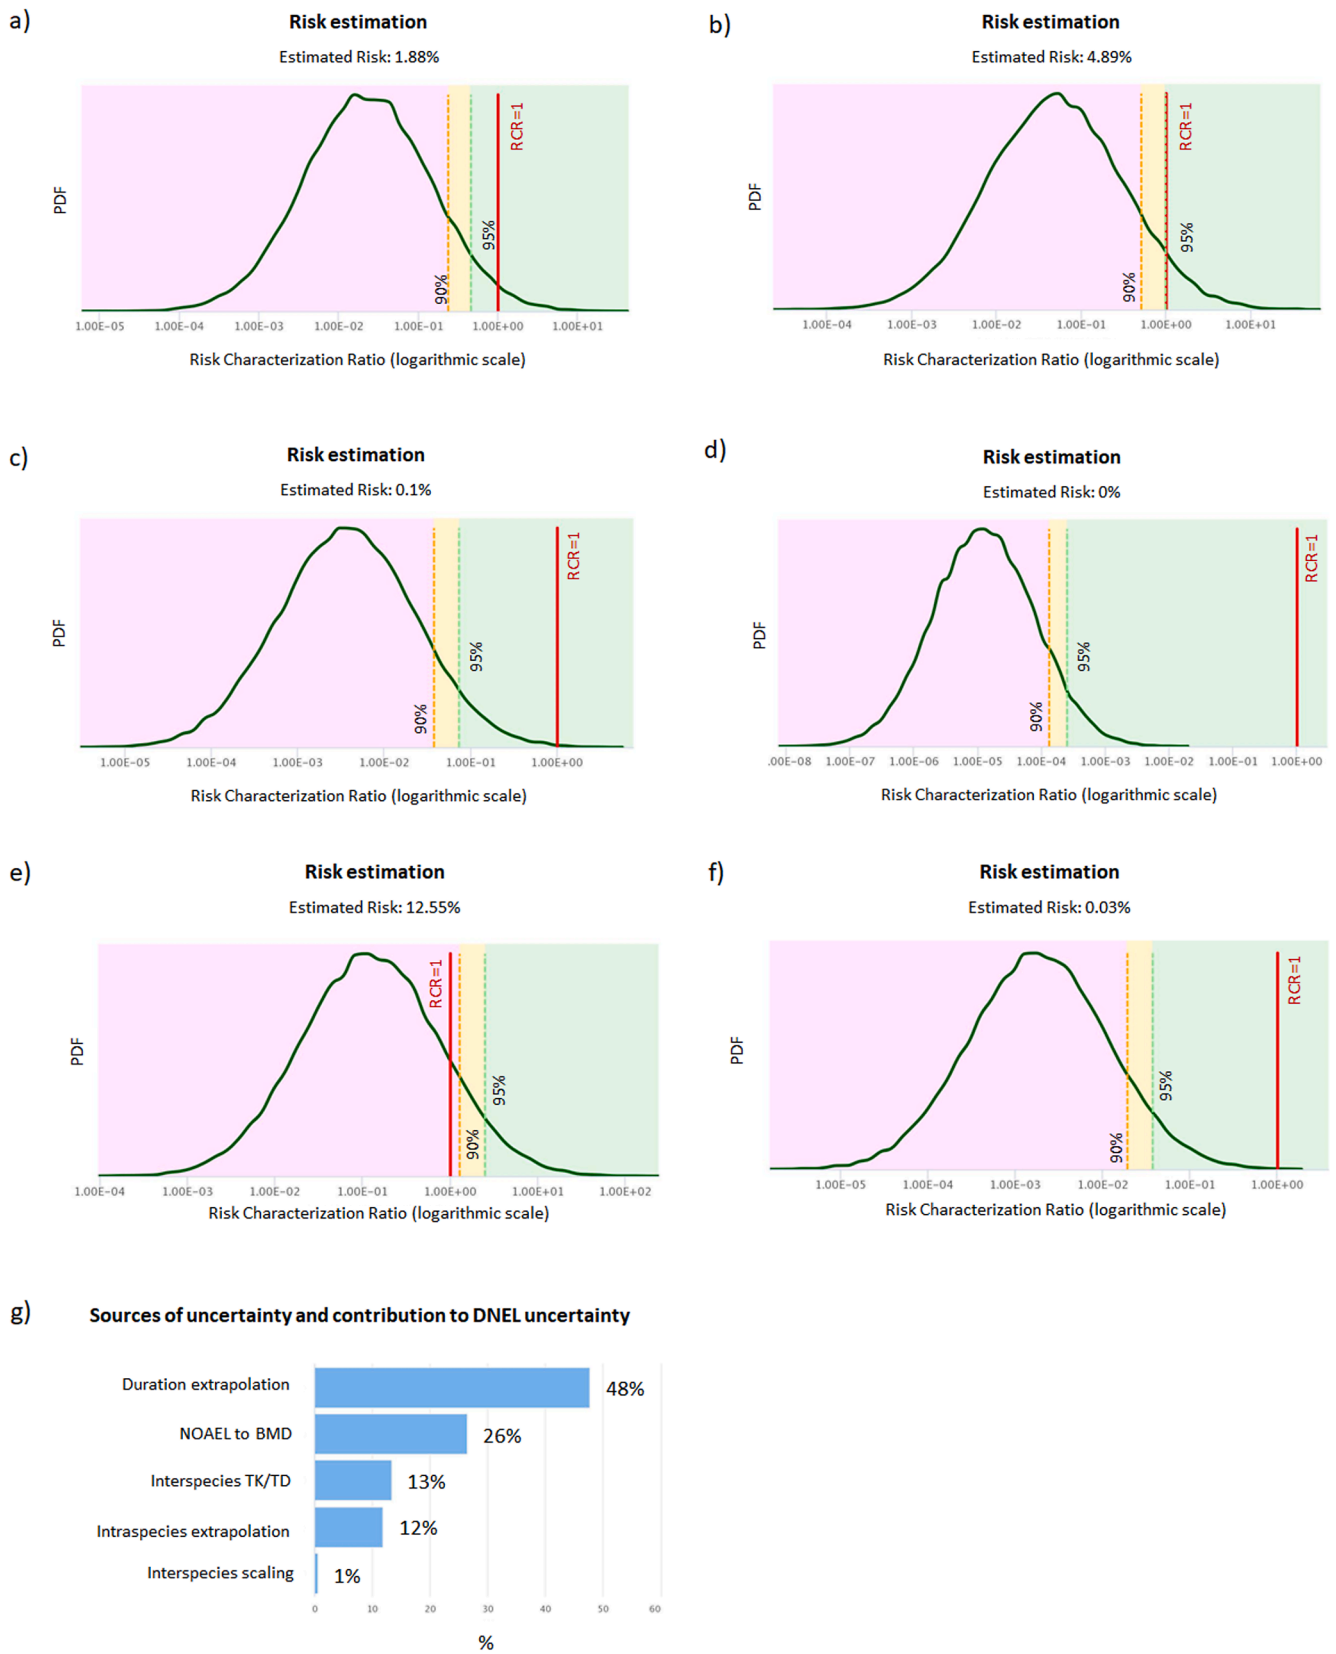 a)
Risk estimation
Estimated Risk: 1.88%
RCR=1
95%
90%
PDF
1.00E-05 1.00E-04 1.00E-03 1.00E-02 1.00E-01 1.00E+00 1.00E+01
Risk Characterization Ratio (logarithmic scale)
b)
Risk estimation
Estimated Risk: 4.89%
RCR=1
95%
90%
PDF
1.00E-04 1.00E-03 1.00E-02 1.00E-01 1.00E+00 1.00E+01
Risk Characterization Ratio (logarithmic scale)
c)
Risk estimation
Estimated Risk: 0.1%
RCR=1
95%
90%
PDF
1.00E-05 1.00E-04 1.00E-03 1.00E-02 1.00E-01 1.00E+00
Risk Characterization Ratio (logarithmic scale)
d)
Risk estimation
Estimated Risk: 0%
RCR=1
95%
90%
PDF
.00E-08 1.00E-07 1.00E-06 1.00E-05 1.00E-04 1.00E-03 1.00E-02 1.00E-01 1.00E+00
Risk Characterization Ratio (logarithmic scale)
e)
Risk estimation
Estimated Risk: 12.55%
RCR=1
95%
90%
PDF
1.00E-04 1.00E-03 1.00E-02 1.00E-01 1.00E+00 1.00E+01 1.00E+02
Risk Characterization Ratio (logarithmic scale)
f)
Risk estimation
Estimated Risk: 0.03%
RCR=1
95%
90%
PDF
1.00E-05 1.00E-04 1.00E-03 1.00E-02 1.00E-01 1.00E+00
Risk Characterization Ratio (logarithmic scale)
g)
Sources of uncertainty and contribution to DNEL uncertainty
Duration extrapolation 48%
NOAEL to BMD 26%
Interspecies TK/TD 13%
Intraspecies extrapolation 12%
Interspecies scaling 1%
0 10 20 30 40 50 60
%